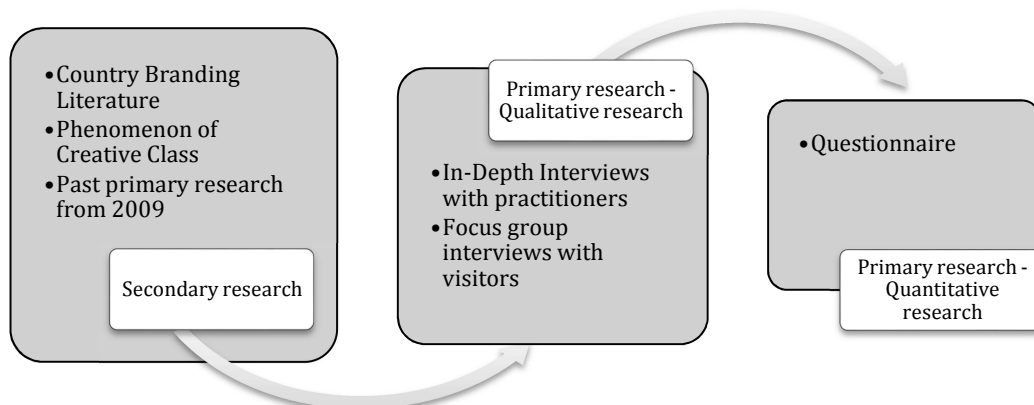 •Country Branding
Literature
•Phenomenon of
Creative Class
•Past primary research
from 2009
Secondary research
Primary research -
Qualitative research
•In-Depth Interviews
with practitioners
•Focus group
interviews with
visitors
•Questionnaire
Primary research -
Quantitative
research